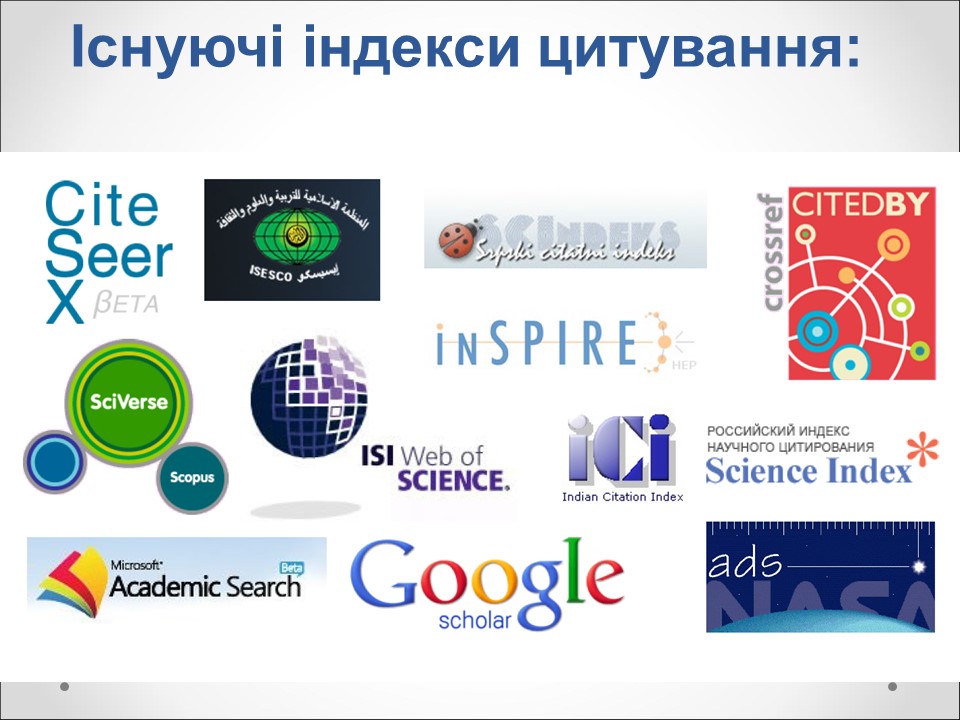 Існуючі індекси цитування:
Cite
Seer
X βETA
المنظمة الاسلامية للتربية والعلوم والثقافة
ISESCO إيسيسكو
SCINDEKS
Srpski citatni indeks
crossref
CITEDBY
inSPIRE
HEP
SciVerse
Scopus
ISI Web of
SCIENCE.
iCi
Indian Citation Index
РОССИЙСКИЙ ИНДЕКС
НАУЧНОГО ЦИТИРОВАНИЯ
Science Index
Microsoft®
Academic Search
Beta
Google
scholar
ads
NASA